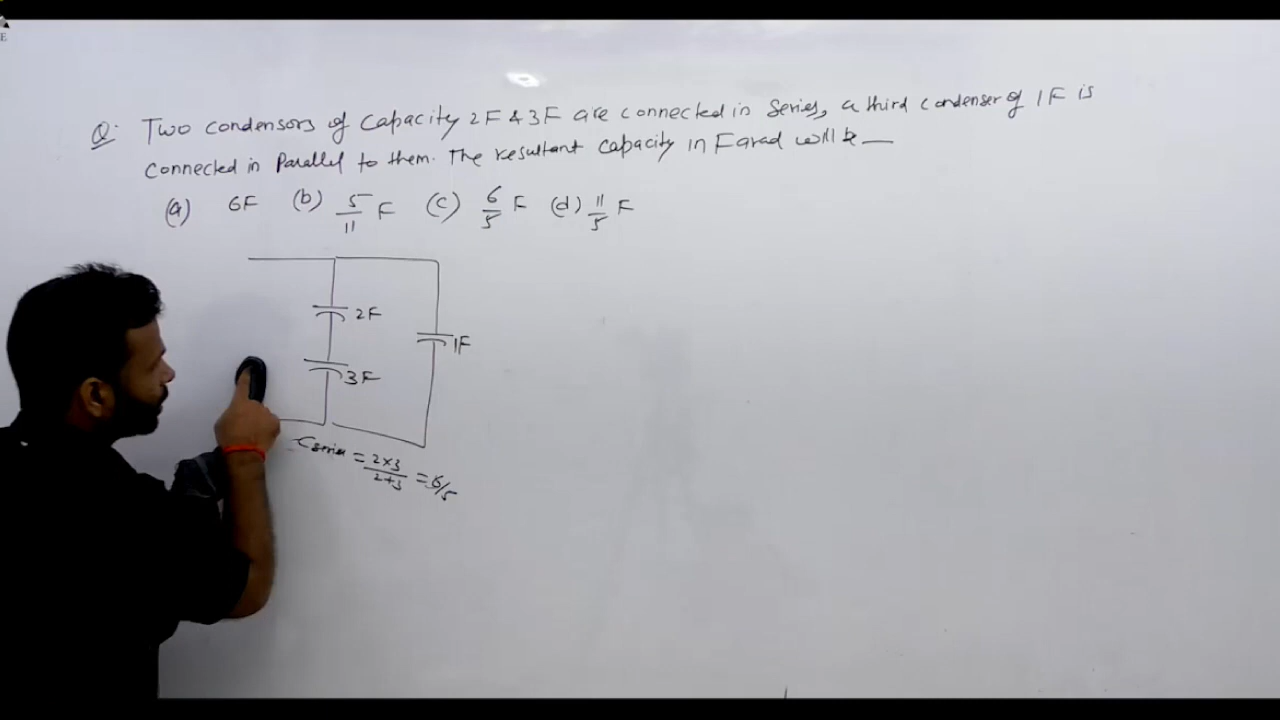 E
Q: Two condensors of capacity 2F & 3F are connected in series, a third condenser of 1F is
connected in Parallel to them. The resultant capacity in Farad will be —
(a) 6F (b) 5/11 F (c) 6/5 F (d) 11/5 F
2F
1F
3F
Cseries = 2×3/2+3 = 6/5